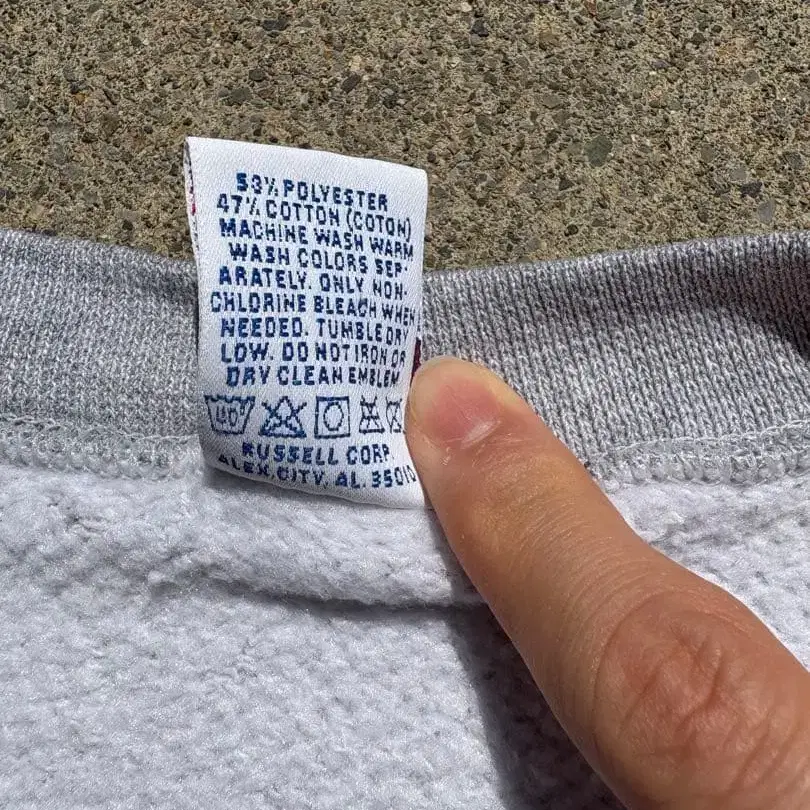 53% POLYESTER
47% COTTON (COTON)
MACHINE WASH WARM
WASH COLORS SEP-
ARATELY. ONLY NON-
CHLORINE BLEACH WHEN
NEEDED. TUMBLE DRY
LOW. DO NOT IRON OR
DRY CLEAN EMBLEM
40
RUSSELL CORP.
ALEX.CITY, AL. 35010